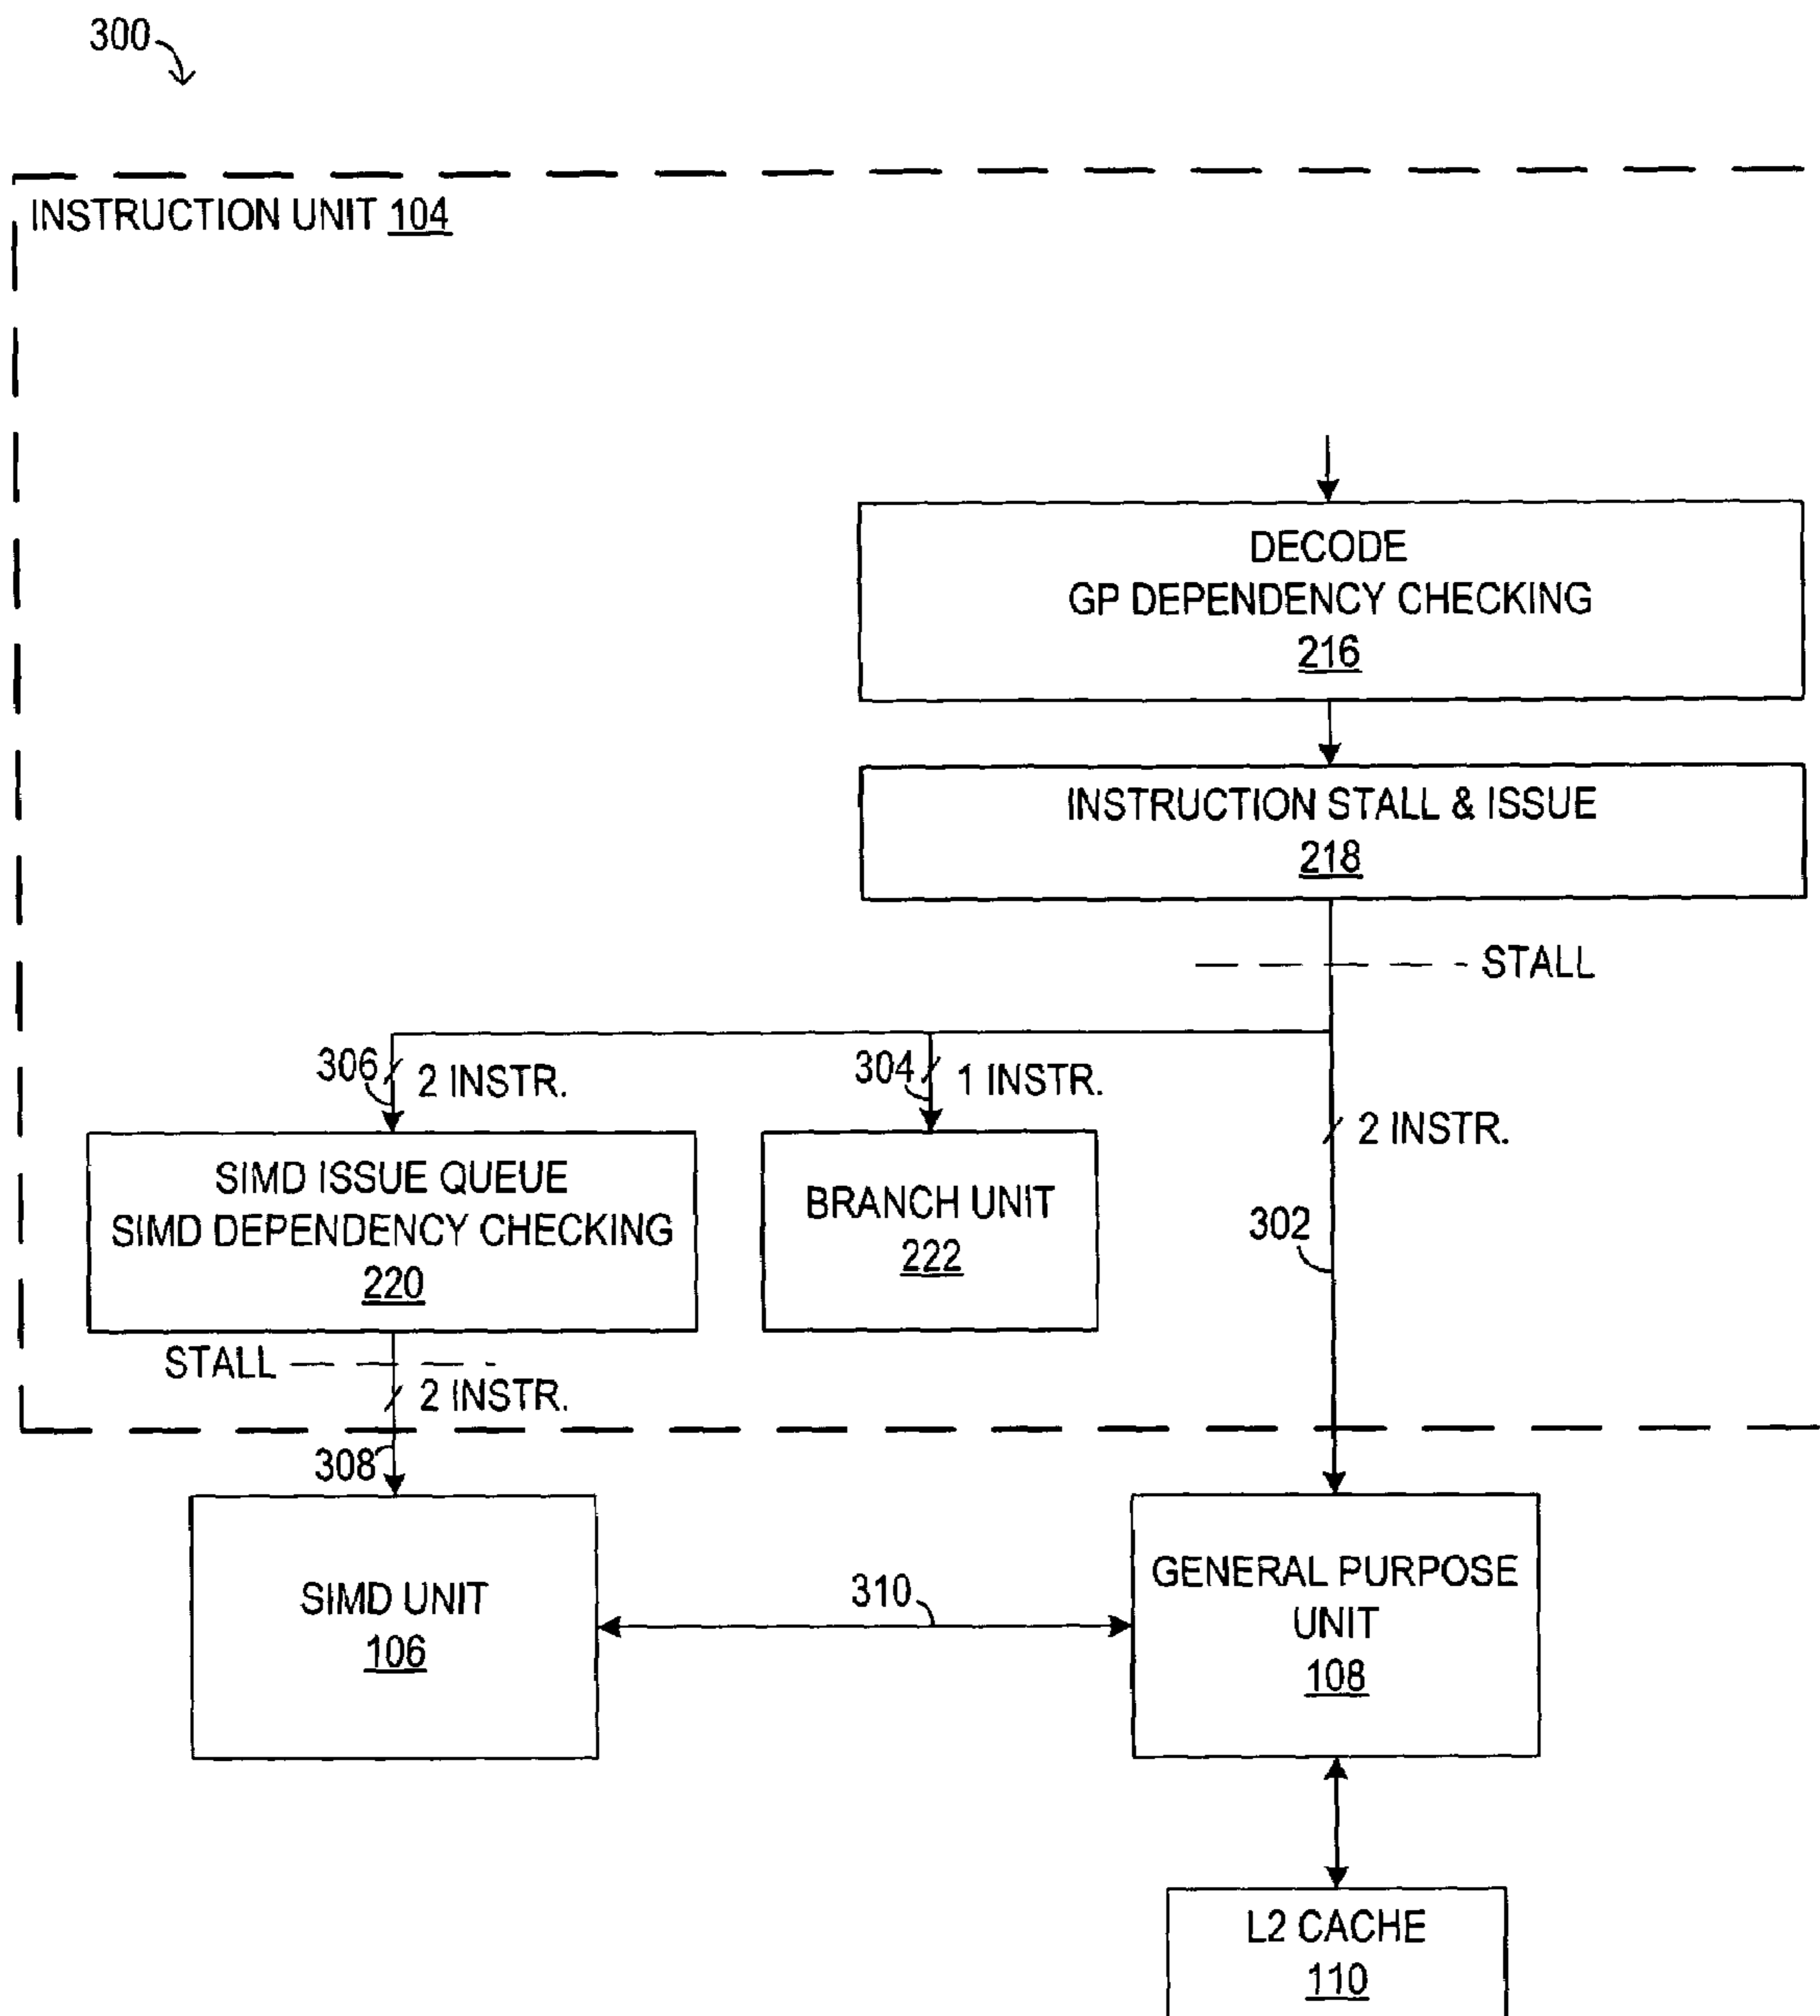 300
INSTRUCTION UNIT 104
DECODE
GP DEPENDENCY CHECKING
216
INSTRUCTION STALL & ISSUE
218
STALL
306
2 INSTR.
304
1 INSTR.
2 INSTR.
302
SIMD ISSUE QUEUE
SIMD DEPENDENCY CHECKING
220
BRANCH UNIT
222
STALL
2 INSTR.
308
SIMD UNIT
106
310
GENERAL PURPOSE
UNIT
108
L2 CACHE
110